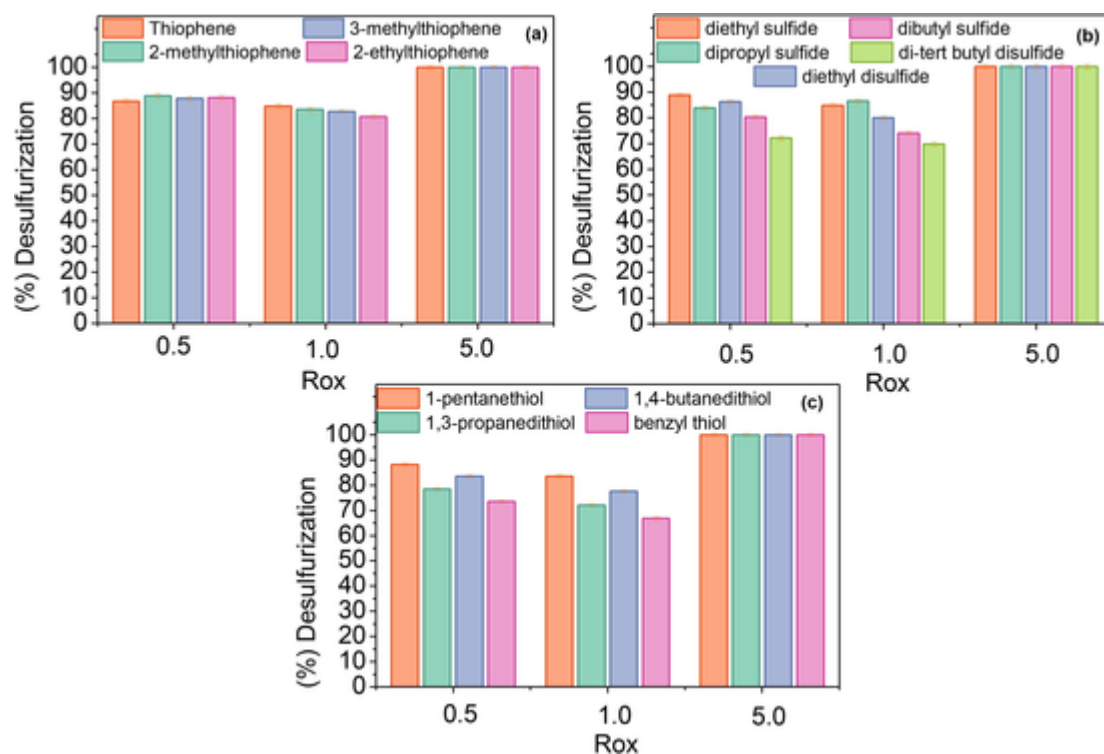 Thiophene 3-methylthiophene (a)
2-methylthiophene 2-ethylthiophene
100
90
80
70
60
50
40
30
20
10
0
(%) Desulfurization
0.5 1.0 5.0
Rox
diethyl sulfide dibutyl sulfide (b)
dipropyl sulfide di-tert butyl disulfide
diethyl disulfide
100
90
80
70
60
50
40
30
20
10
0
(%) Desulfurization
0.5 1.0 5.0
Rox
1-pentanethiol 1,4-butanedithiol (c)
1,3-propanedithiol benzyl thiol
100
90
80
70
60
50
40
30
20
10
0
(%) Desulfurization
0.5 1.0 5.0
Rox